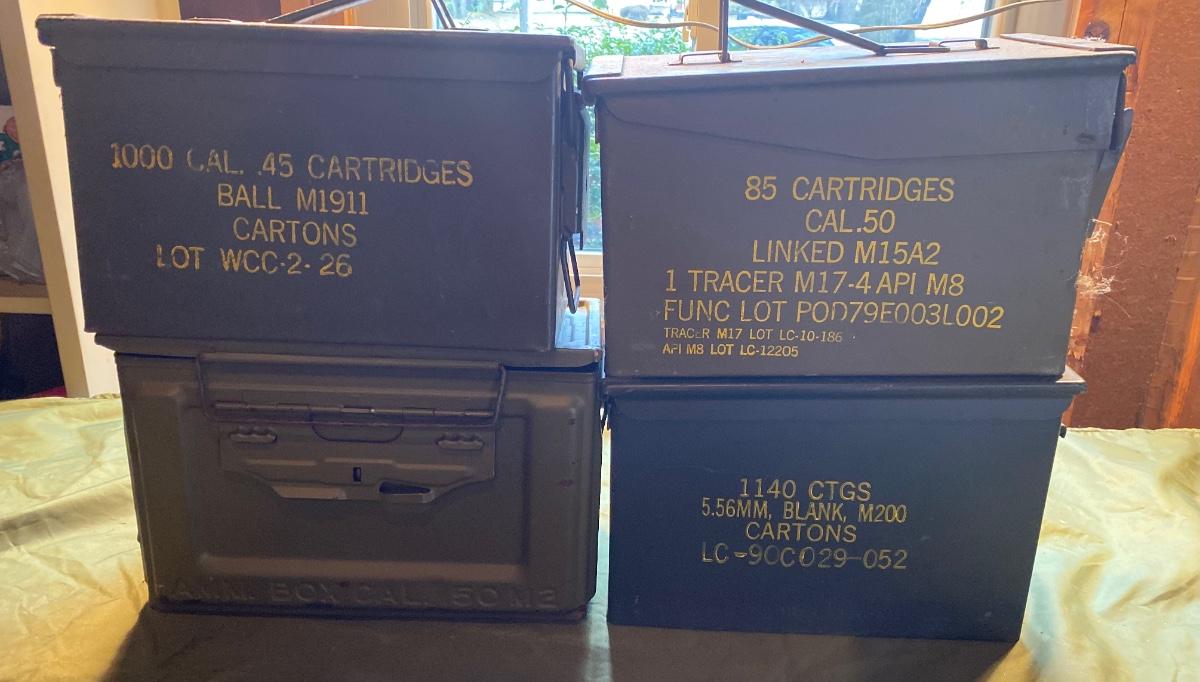 1000 CAL. .45 CARTRIDGES
BALL M1911
CARTONS
LOT WCC-2-26
85 CARTRIDGES
CAL.50
LINKED M15A2
1 TRACER M17-4 API M8
FUNC LOT POD79E003L002
TRACER M17 LOT LC-10-186
API M8 LOT LC-12205
AMM. BOX CAL. .50 M2
1140 CTGS
5.56MM, BLANK, M200
CARTONS
LC-90C029-052